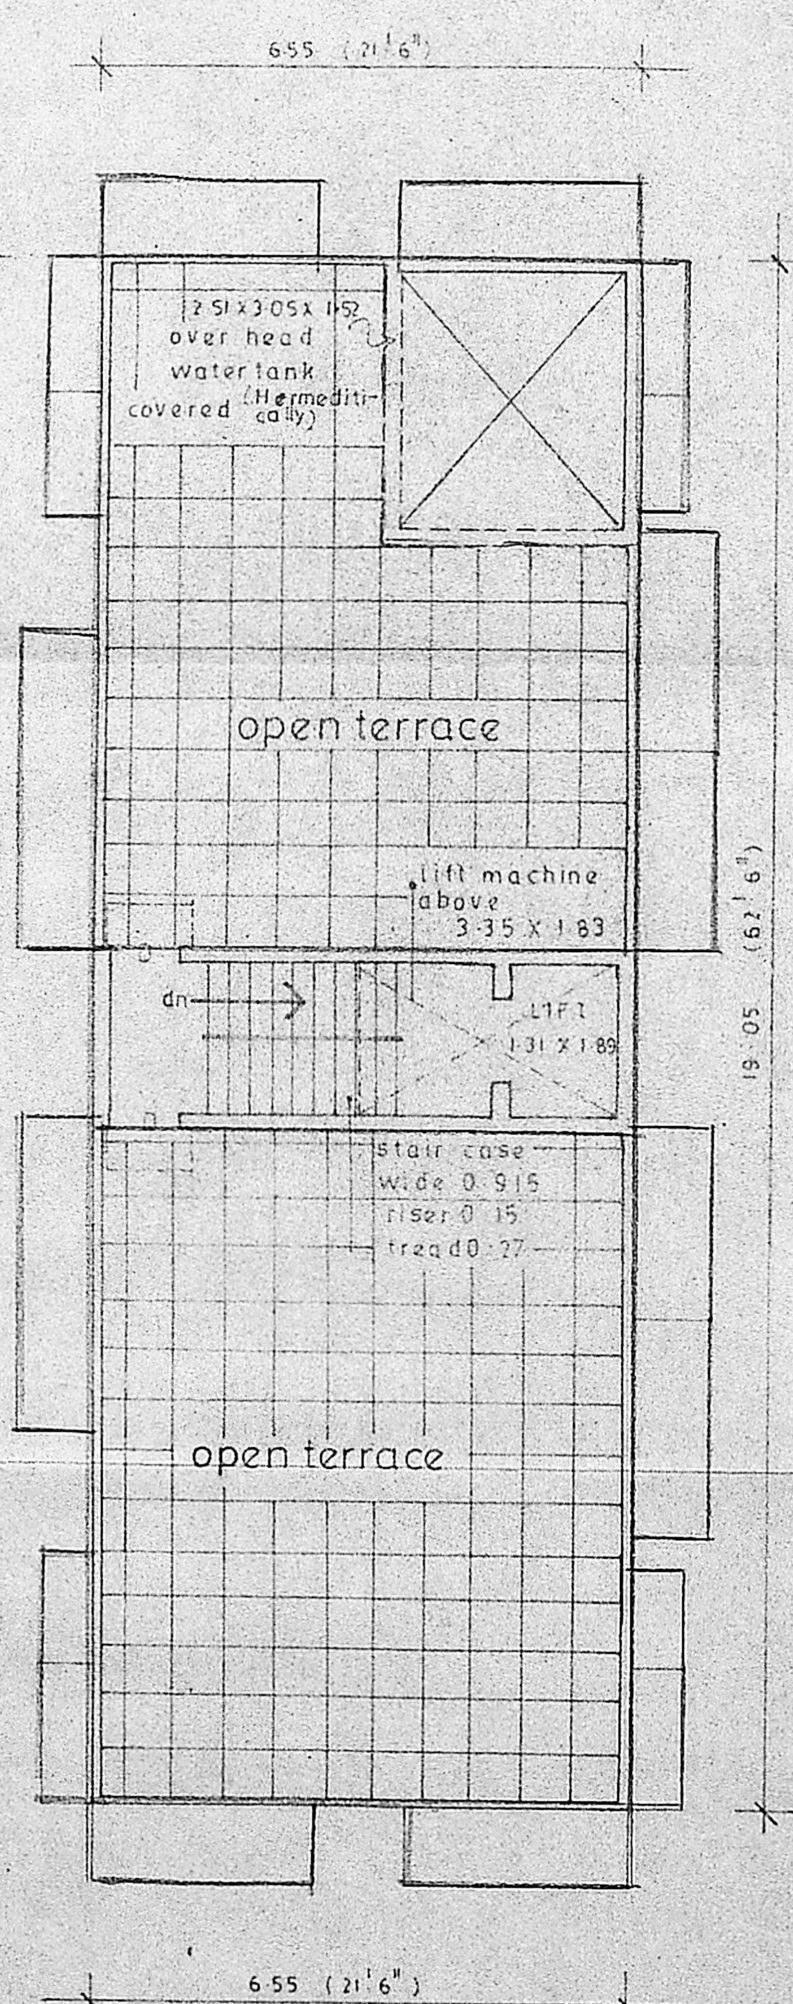 6.55 (21'6")
2.51 x 3.05 x 1.52
over head
water tank
covered (Hermediti-
cally)
open terrace
lift machine
above
3.35 X 1.83
D
dn
LIFT
1.31 X 1.89
19.05 (62'6")
D
stair case
wide 0.915
riser 0.15
tread 0.27
open terrace
6.55 (21'6")